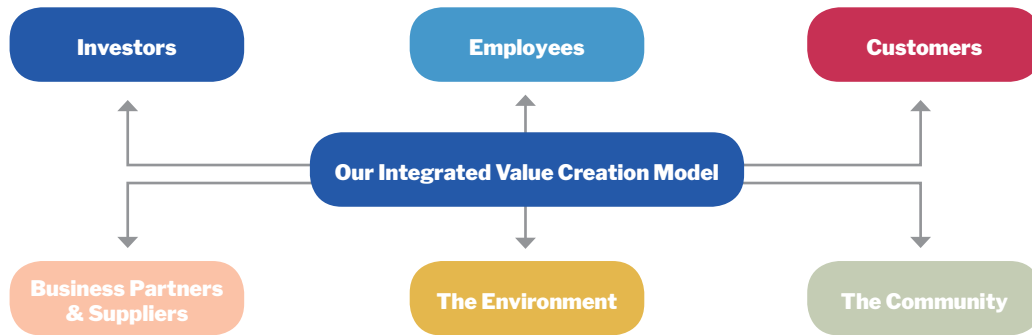 Investors
Employees
Customers
Our Integrated Value Creation Model
Business Partners
& Suppliers
The Environment
The Community